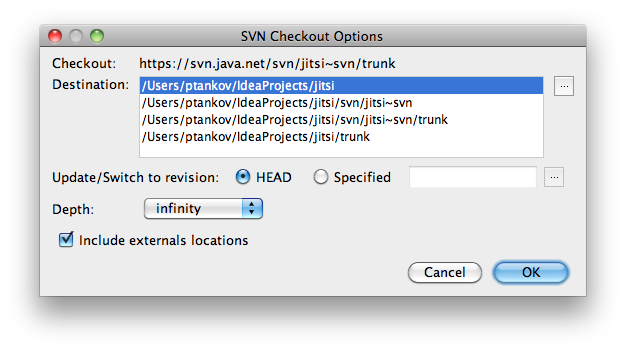 SVN Checkout Options
Checkout: https://svn.java.net/svn/jitsi~svn/trunk
Destination: /Users/ptankov/IdeaProjects/jitsi
...
/Users/ptankov/IdeaProjects/jitsi/svn/jitsi~svn
/Users/ptankov/IdeaProjects/jitsi/svn/jitsi~svn/trunk
/Users/ptankov/IdeaProjects/jitsi/trunk
Update/Switch to revision: HEAD Specified ...
Depth: infinity
Include externals locations
Cancel OK